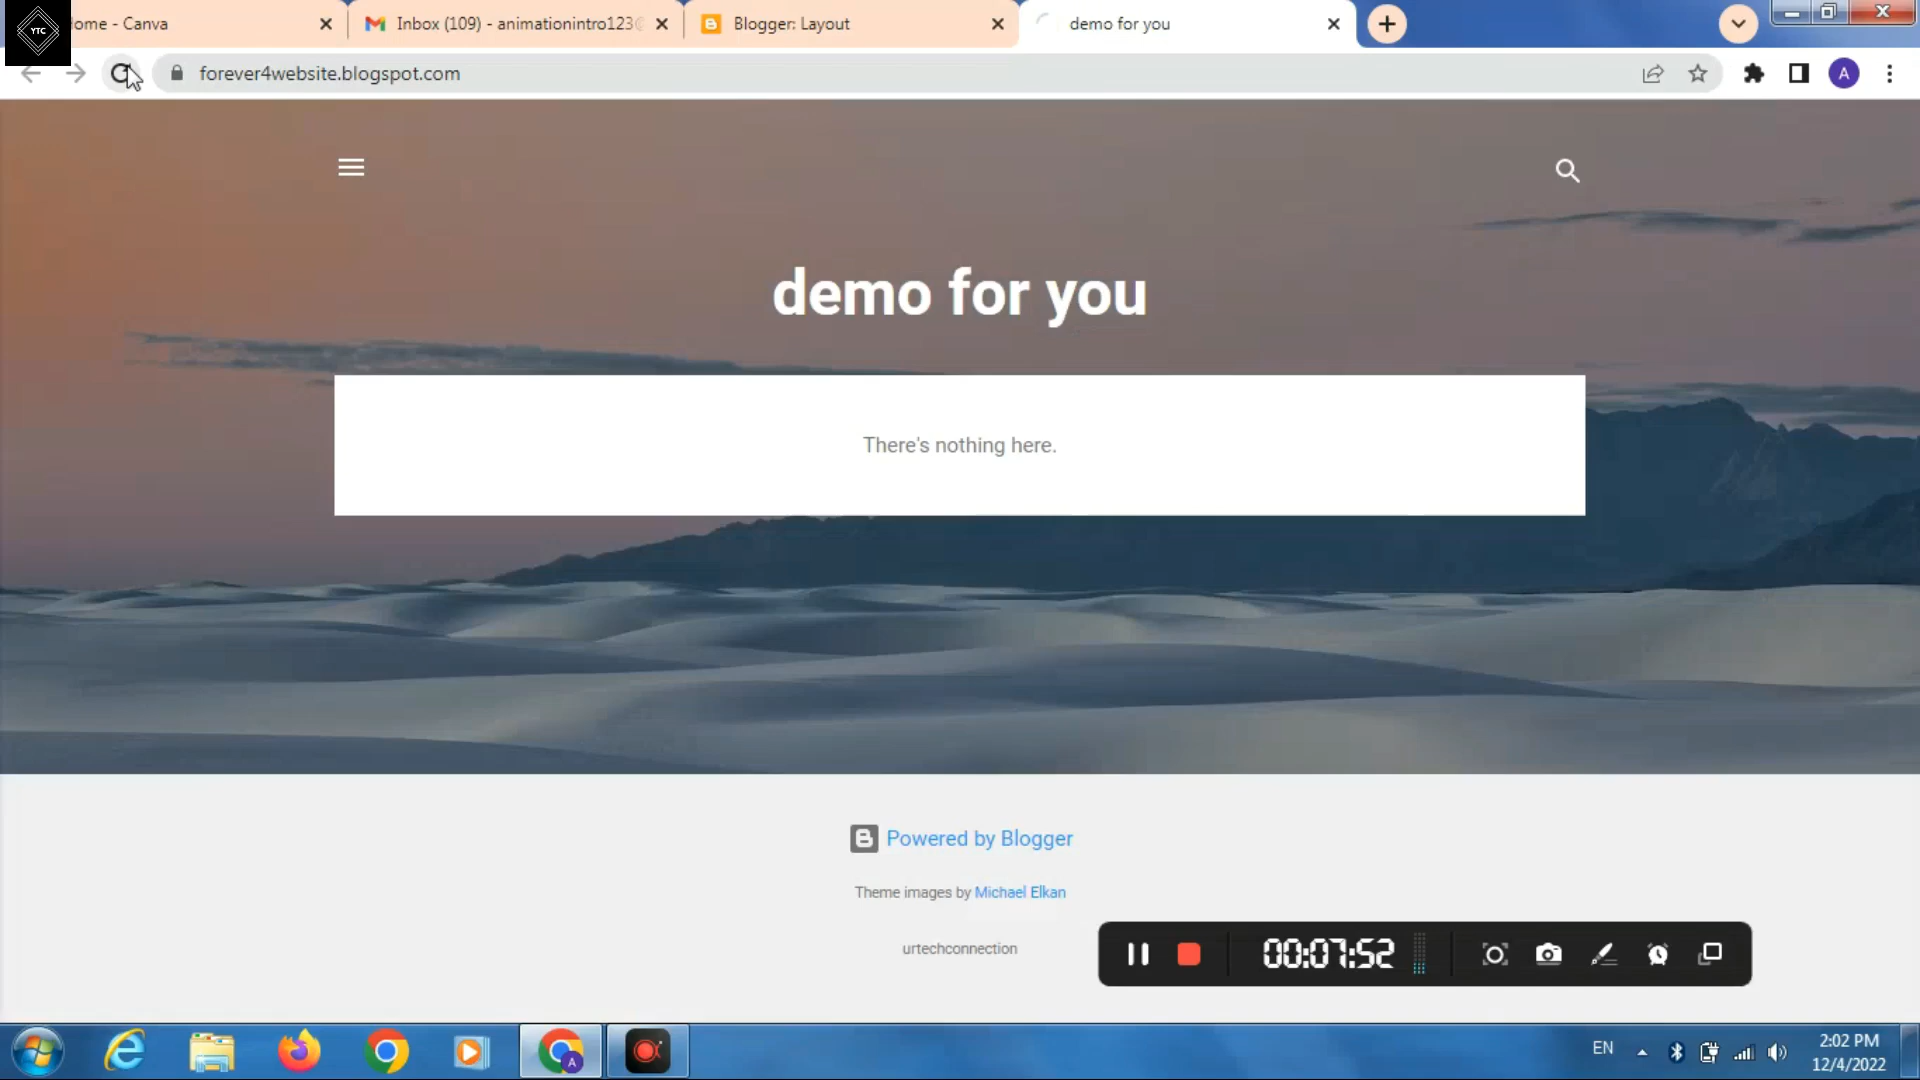 YTC
ome - Canva
Inbox (109) - animationintro123
Blogger: Layout
demo for you
forever4website.blogspot.com
A
demo for you
There's nothing here.
Powered by Blogger
Theme images by Michael Elkan
urtechconnection
00:07:52
EN
2:02 PM
12/4/2022